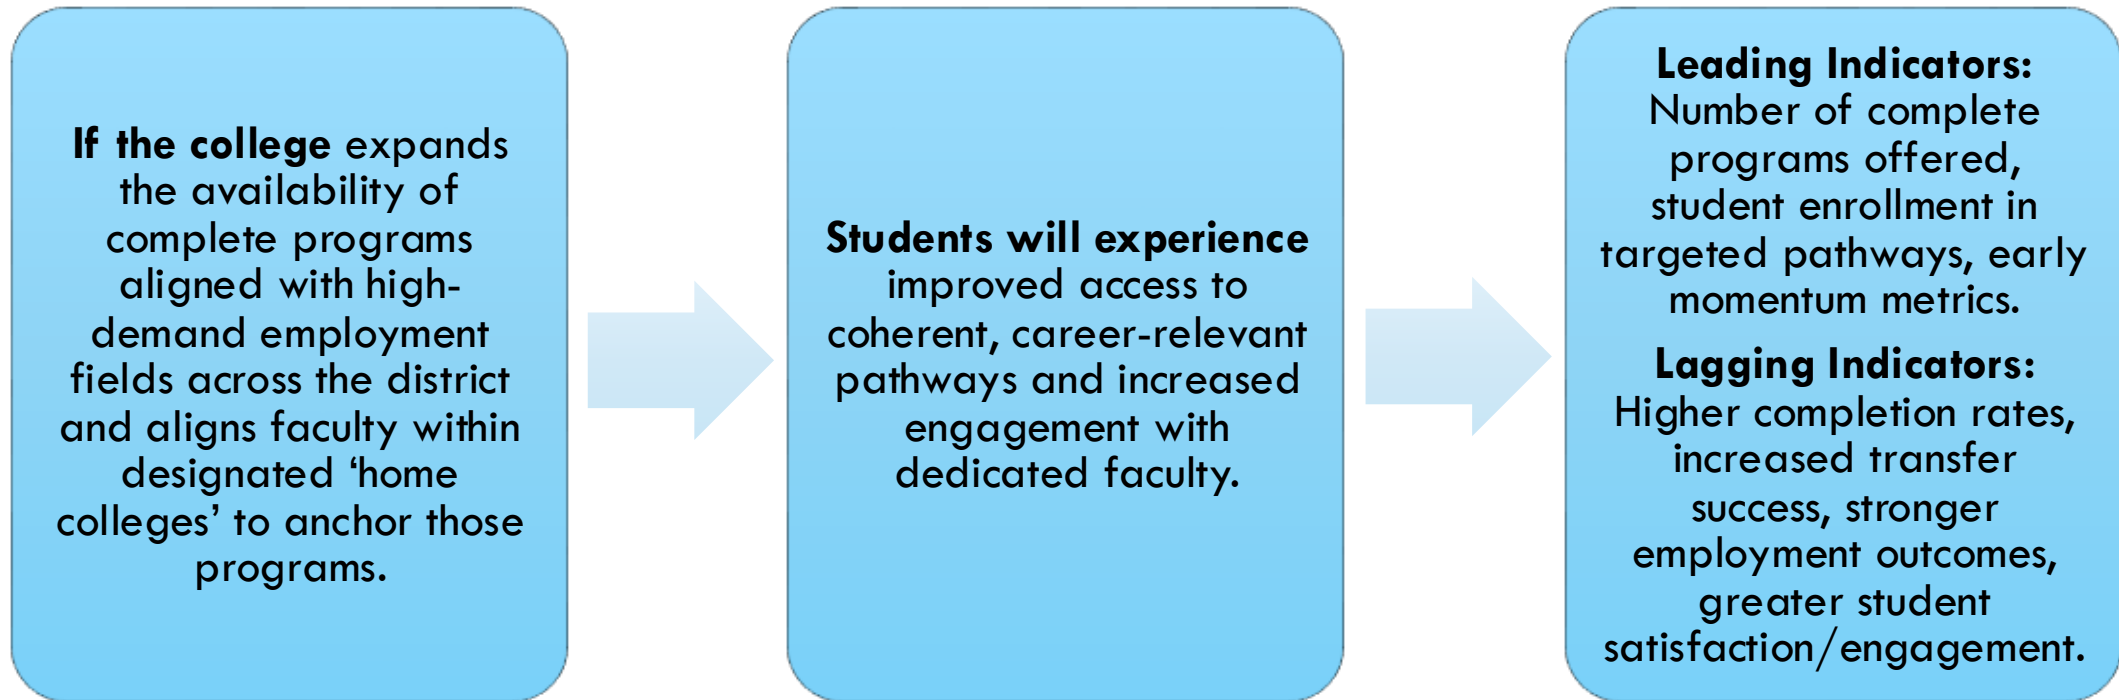 If the college expands
the availability of
complete programs
aligned with high-
demand employment
fields across the district
and aligns faculty within
designated ‘home
colleges’ to anchor those
programs.
Students will experience
improved access to
coherent, career-relevant
pathways and increased
engagement with
dedicated faculty.
Leading Indicators:
Number of complete
programs offered,
student enrollment in
targeted pathways, early
momentum metrics.
Lagging Indicators:
Higher completion rates,
increased transfer
success, stronger
employment outcomes,
greater student
satisfaction/engagement.